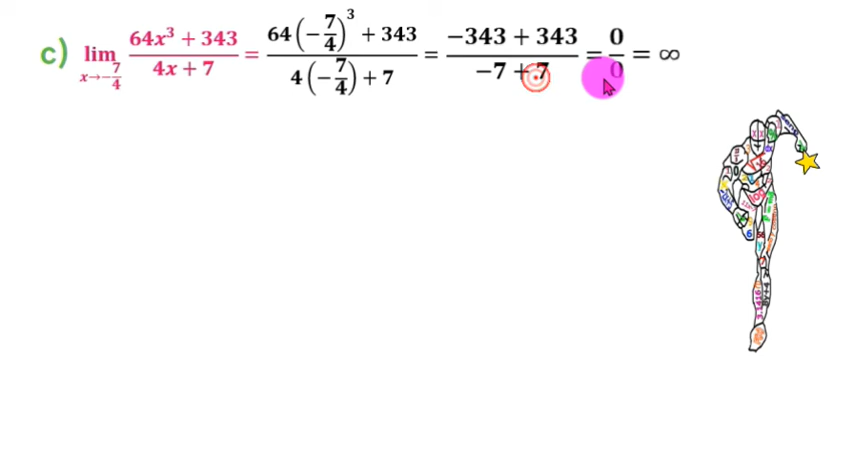 c) lim x→-7/4 (64x³ + 343)/(4x + 7) = (64(-7/4)³ + 343)/(4(-7/4) + 7) = (-343 + 343)/(-7 + 7) = 0/0 = ∞